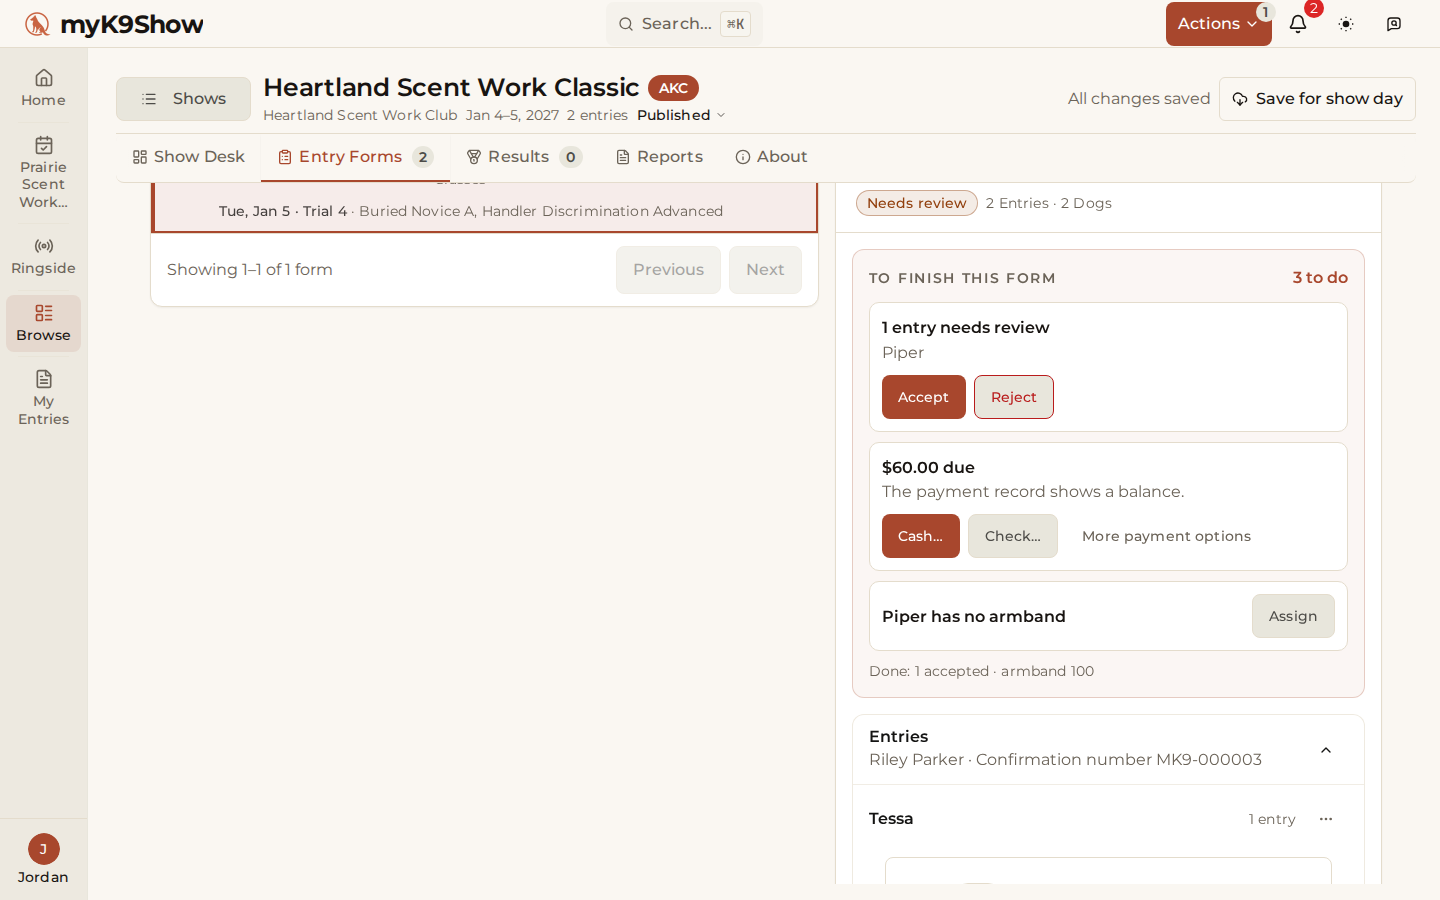 myK9Show
Search... ⌘K
Actions 1
2
Home
Prairie
Scent
Work...
Ringside
Browse
My
Entries
J
Jordan
Shows
Heartland Scent Work Classic AKC
Heartland Scent Work Club Jan 4–5, 2027 2 entries Published
All changes saved
Save for show day
Show Desk
Entry Forms 2
Results 0
Reports
About
Tue, Jan 5 · Trial 4 · Buried Novice A, Handler Discrimination Advanced
Showing 1–1 of 1 form
Previous
Next
Needs review 2 Entries · 2 Dogs
TO FINISH THIS FORM
3 to do
1 entry needs review
Piper
Accept
Reject
$60.00 due
The payment record shows a balance.
Cash...
Check...
More payment options
Piper has no armband
Assign
Done: 1 accepted · armband 100
Entries
Riley Parker · Confirmation number MK9-000003
Tessa
1 entry